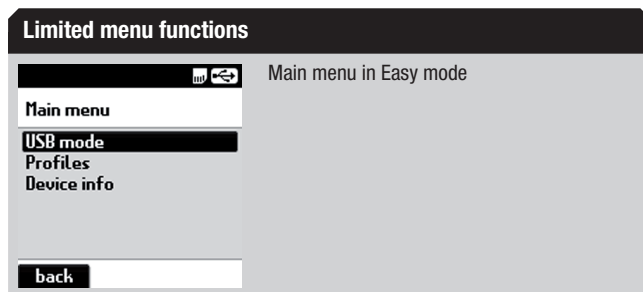 Limited menu functions
Main menu in Easy mode
Main menu
USB mode
Profiles
Device info
back